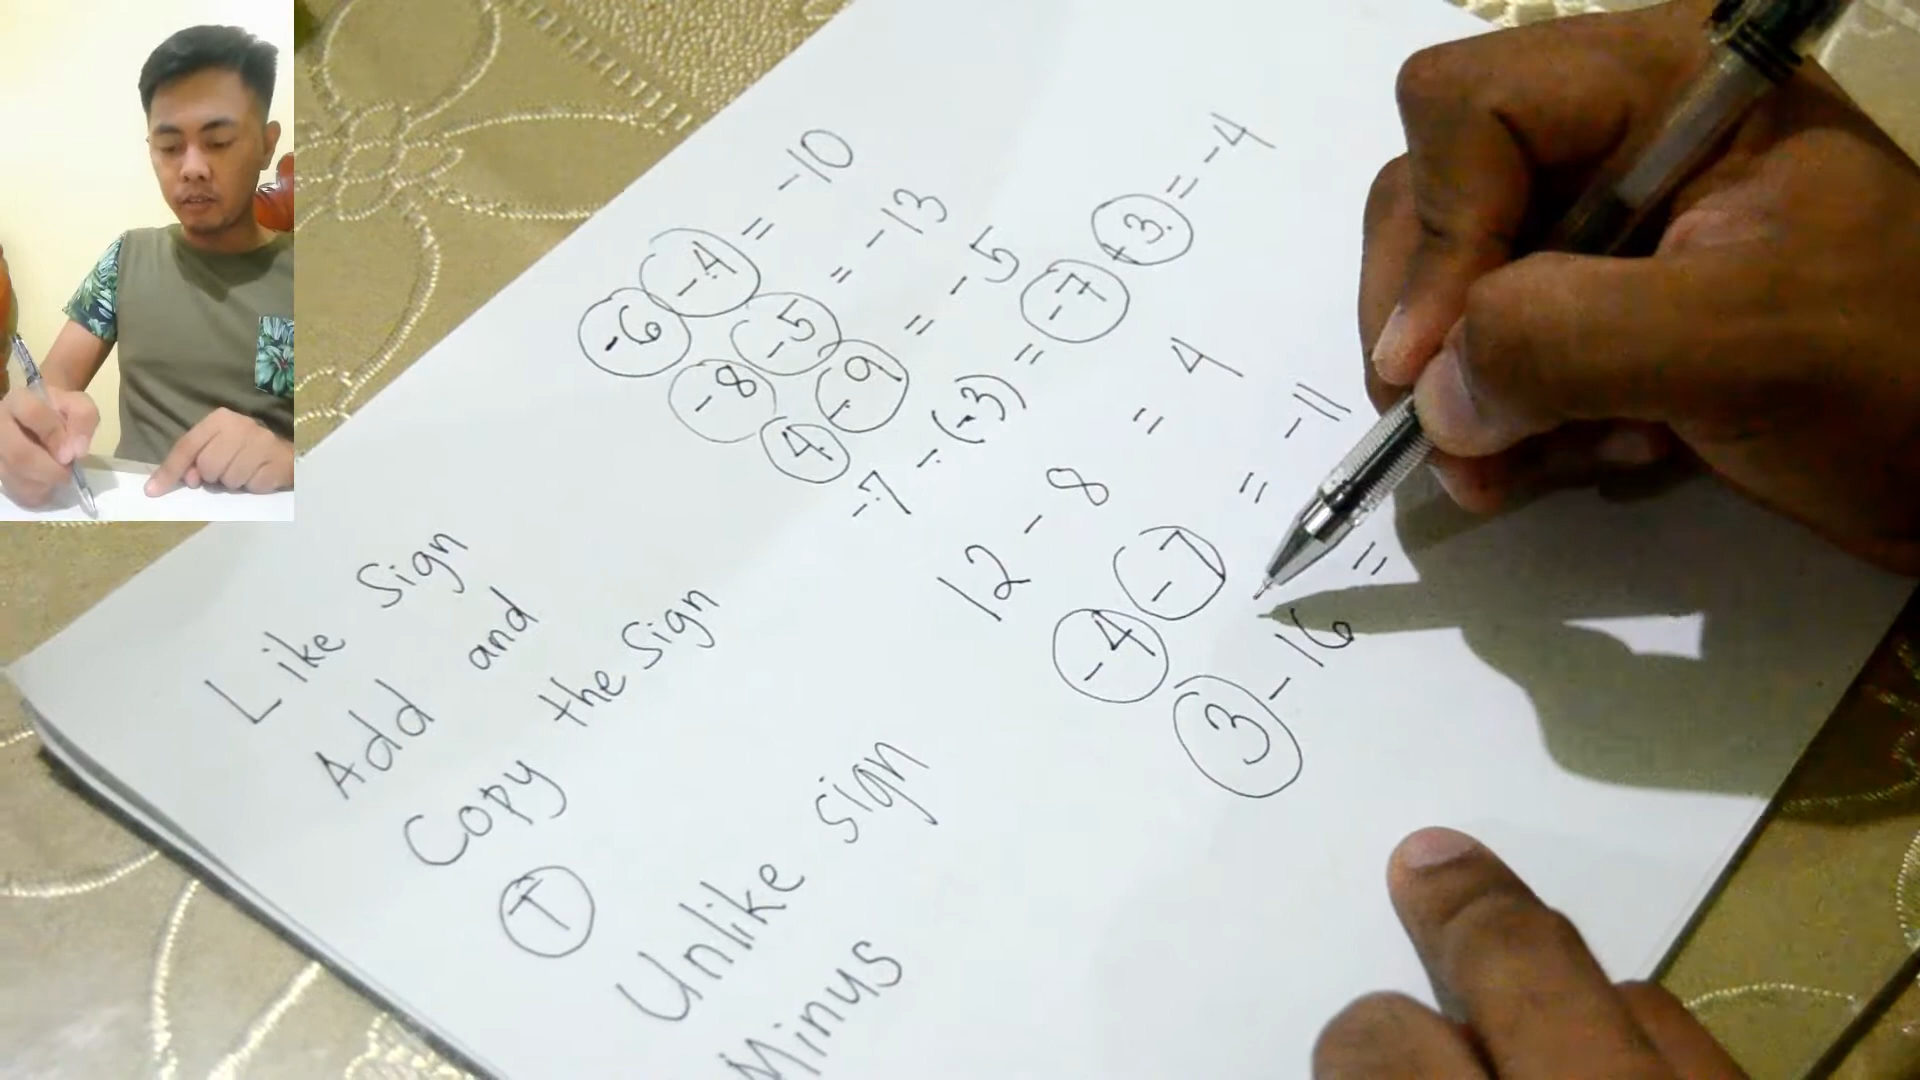 -6 -4 = -10
-8 -5 = -13
4 -9 = -5
-7 - (-3) = -7 +3 = -4
12 - 8 = 4
-4 -7 = -11
3 -16 =
Like Sign
Add and
Copy the Sign
T
Unlike sign
Minus